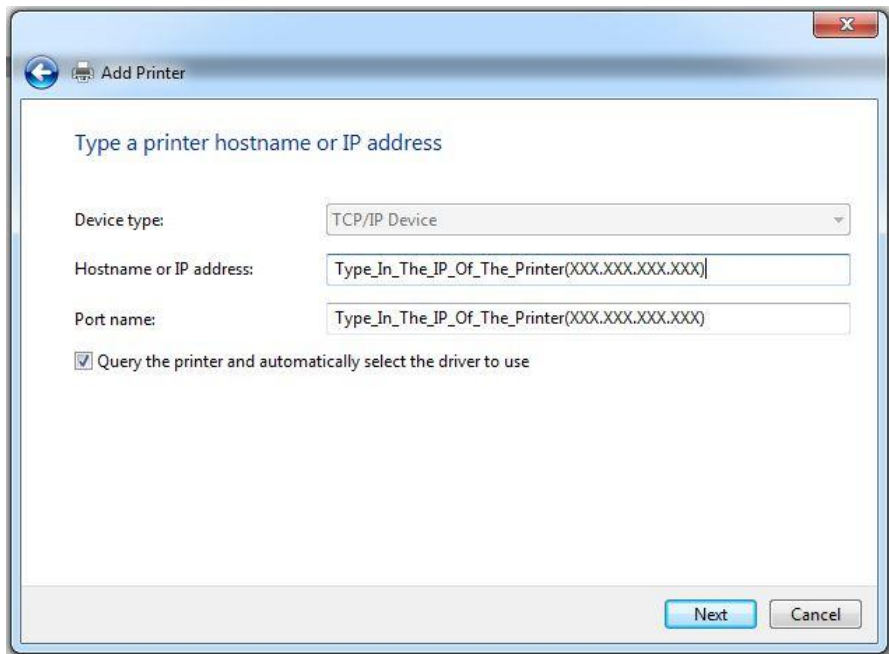 Add Printer
Type a printer hostname or IP address
Device type: TCP/IP Device
Hostname or IP address: Type_In_The_IP_Of_The_Printer(XXX.XXX.XXX.XXX)
Port name: Type_In_The_IP_Of_The_Printer(XXX.XXX.XXX.XXX)
Query the printer and automatically select the driver to use
Next Cancel